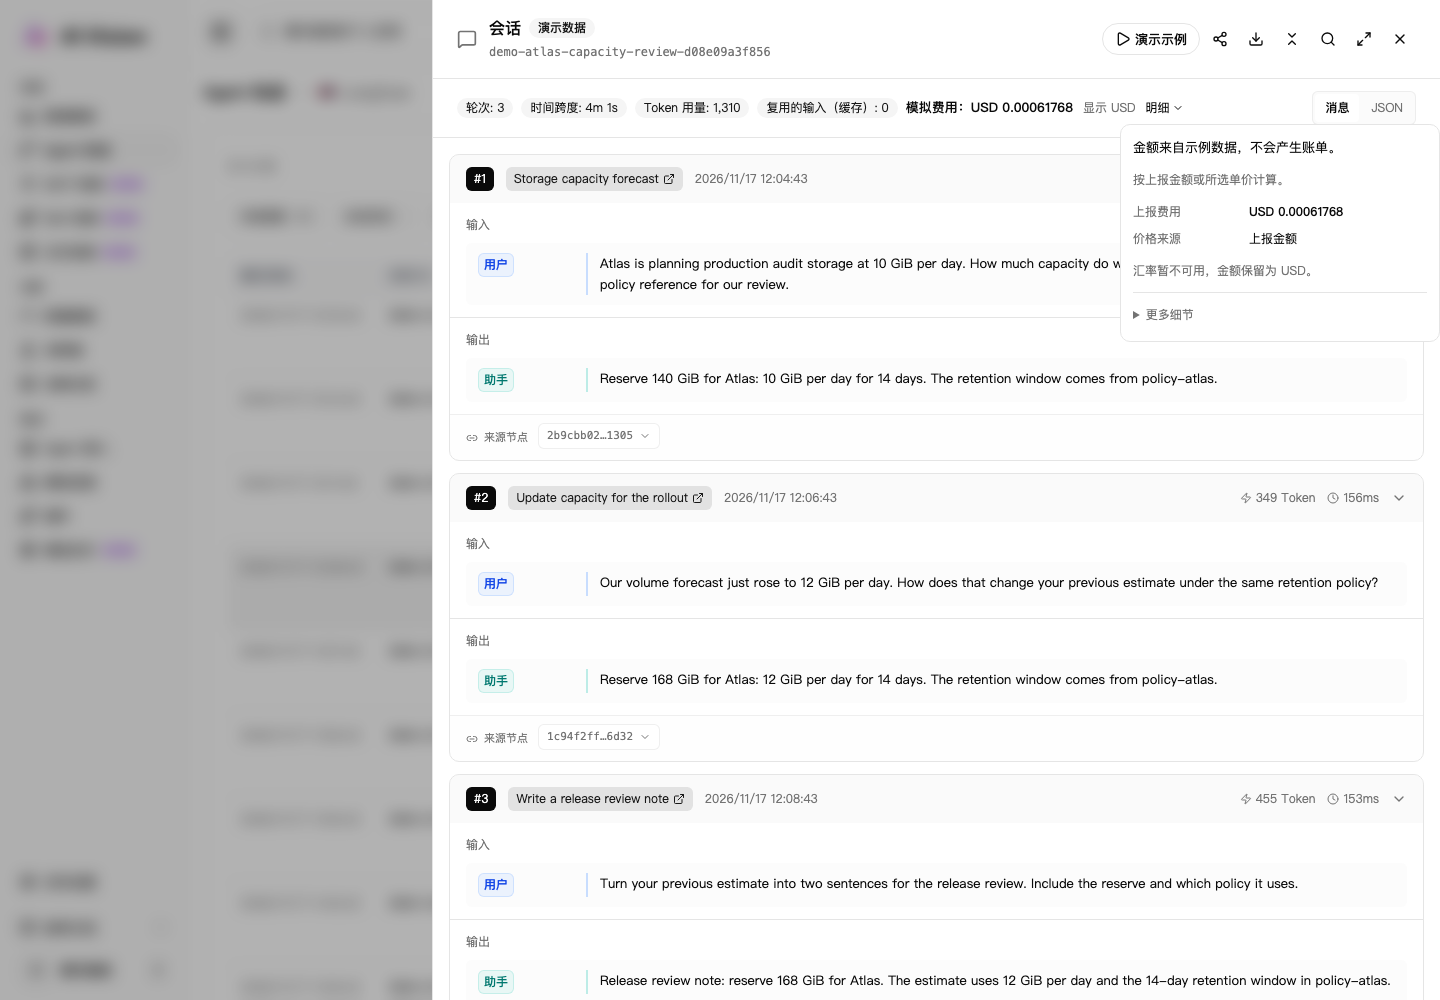 会话 演示数据
demo-atlas-capacity-review-d08e09a3f856
演示示例
轮次: 3 时间跨度: 4m 1s Token 用量: 1,310 复用的输入（缓存）: 0 模拟费用： USD 0.00061768 显示 USD 明细
消息 JSON
金额来自示例数据，不会产生账单。
按上报金额或所选单价计算。
上报费用 USD 0.00061768
价格来源 上报金额
汇率暂不可用，金额保留为 USD。
更多细节
#1 Storage capacity forecast 2026/11/17 12:04:43
输入
用户 Atlas is planning production audit storage at 10 GiB per day. How much capacity do
policy reference for our review.
输出
助手 Reserve 140 GiB for Atlas: 10 GiB per day for 14 days. The retention window comes from policy-atlas.
来源节点 2b9cbb02…1305
#2 Update capacity for the rollout 2026/11/17 12:06:43 349 Token 156ms
输入
用户 Our volume forecast just rose to 12 GiB per day. How does that change your previous estimate under the same retention policy?
输出
助手 Reserve 168 GiB for Atlas: 12 GiB per day for 14 days. The retention window comes from policy-atlas.
来源节点 1c94f2ff…6d32
#3 Write a release review note 2026/11/17 12:08:43 455 Token 153ms
输入
用户 Turn your previous estimate into two sentences for the release review. Include the reserve and which policy it uses.
输出
助手 Release review note: reserve 168 GiB for Atlas. The estimate uses 12 GiB per day and the 14-day retention window in policy-atlas.